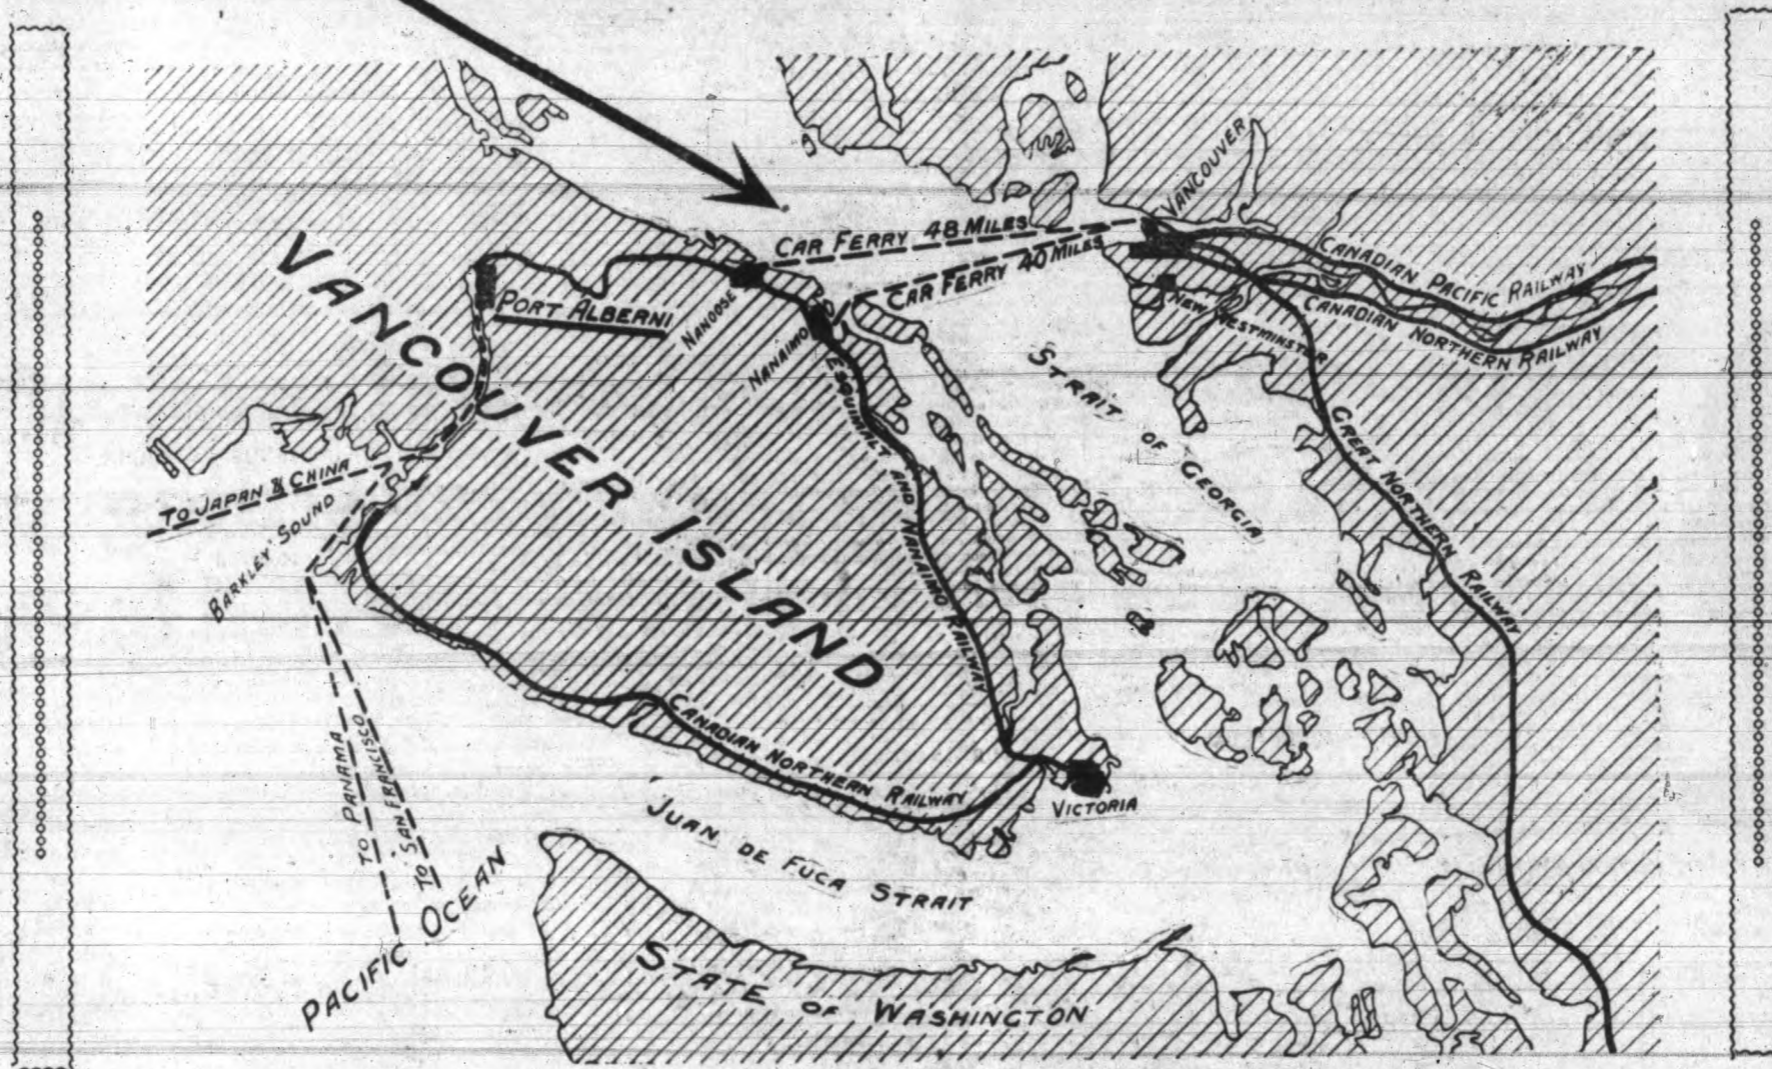 VANCOUVER
CAR FERRY 48 MILES
CAR FERRY 40 MILES
CANADIAN PACIFIC RAILWAY
CANADIAN NORTHERN RAILWAY
NEW WESTMINSTER
PORT ALBERNI
NANOOSE
NANAIMO
VANCOUVER ISLAND
ESQUIMALT AND NANAIMO RAILWAY
STRAIT OF GEORGIA
GREAT NORTHERN RAILWAY
TO JAPAN & CHINA
BARKLEY SOUND
TO PANAMA
TO SAN FRANCISCO
CANADIAN NORTHERN RAILWAY
VICTORIA
JUAN DE FUCA STRAIT
PACIFIC OCEAN
STATE OF WASHINGTON